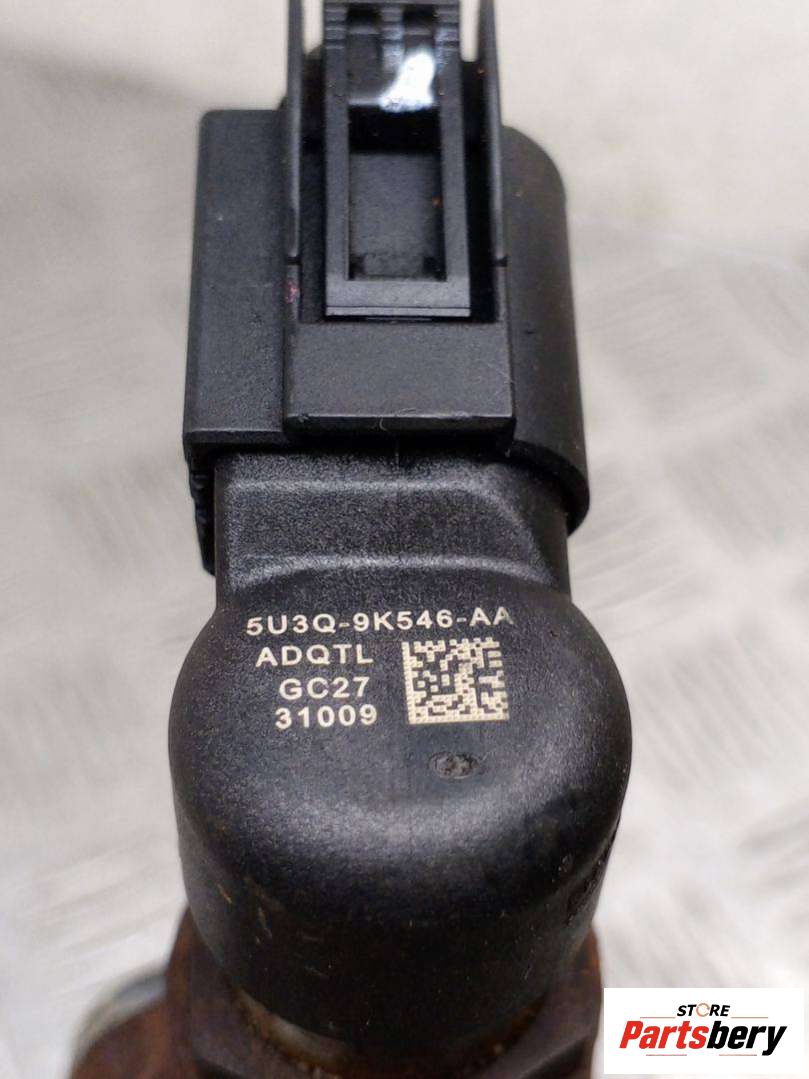 5U3Q-9K546-AA
ADQTL
GC27
31009
STORE
Partsbery